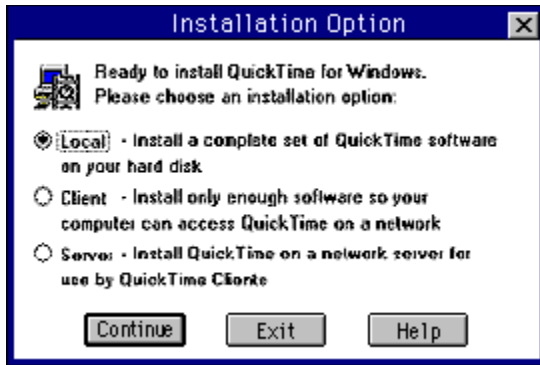 Installation Option
Ready to install QuickTime for Windows.
Please choose an installation option:
Local - Install a complete set of QuickTime software
on your hard disk
Client - Install only enough software so your
computer can access QuickTime on a network
Server - Install QuickTime on a network server for
use by QuickTime Clients
Continue Exit Help